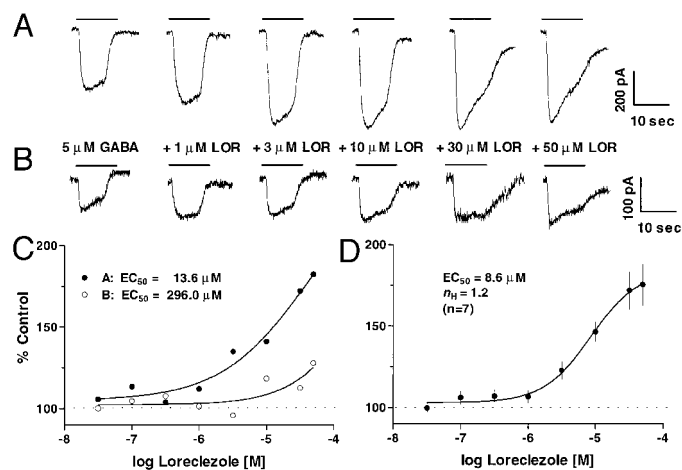 A
200 pA
10 sec
5 μM GABA
+ 1 μM LOR
+ 3 μM LOR
+ 10 μM LOR
+ 30 μM LOR
+ 50 μM LOR
B
100 pA
10 sec
C
200
150
100
% Control
A: EC50 = 13.6 μM
B: EC50 = 296.0 μM
-8 -7 -6 -5 -4
log Loreclezole [M]
D
200
150
100
EC50 = 8.6 μM
nH = 1.2
(n=7)
-8 -7 -6 -5 -4
log Loreclezole [M]